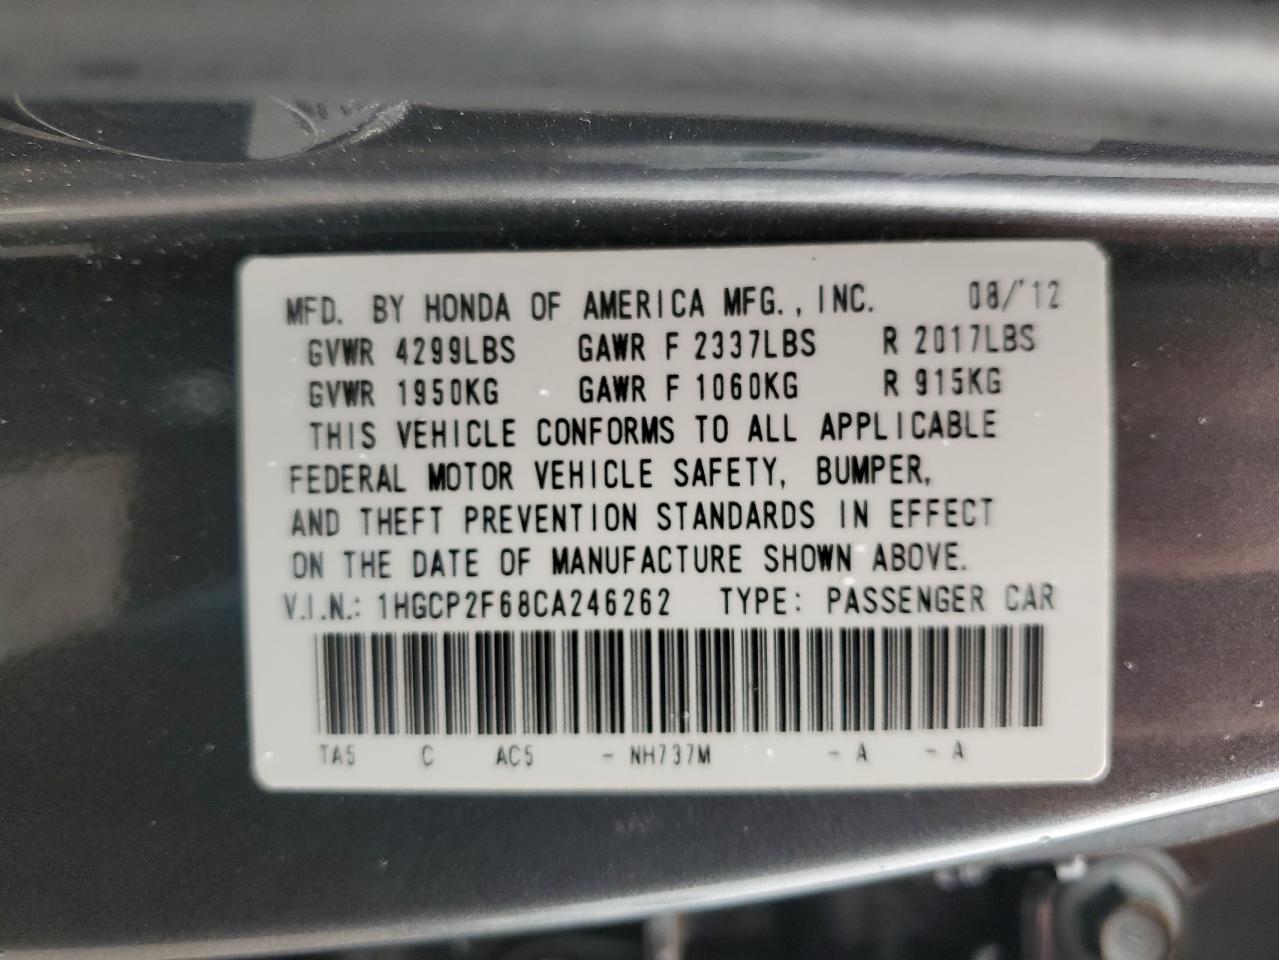 MFD. BY HONDA OF AMERICA MFG., INC. 08/'12
GVWR 4299LBS GAWR F 2337LBS R 2017LBS
GVWR 1950KG GAWR F 1060KG R 915KG
THIS VEHICLE CONFORMS TO ALL APPLICABLE
FEDERAL MOTOR VEHICLE SAFETY, BUMPER,
AND THEFT PREVENTION STANDARDS IN EFFECT
ON THE DATE OF MANUFACTURE SHOWN ABOVE.
V.I.N.: 1HGCP2F68CA246262 TYPE: PASSENGER CAR
TA5 C AC5 - NH737M - A - A